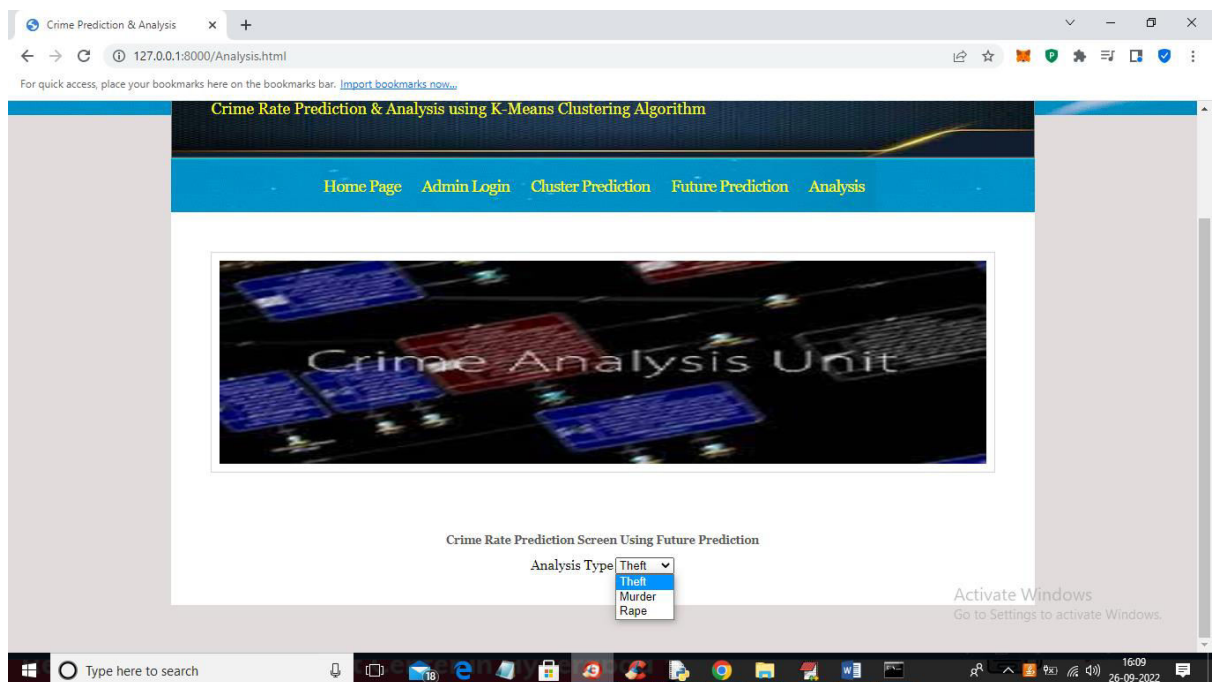 Crime Prediction & Analysis
127.0.0.1:8000/Analysis.html
For quick access, place your bookmarks here on the bookmarks bar. Import bookmarks now...
Crime Rate Prediction & Analysis using K-Means Clustering Algorithm
Home Page Admin Login Cluster Prediction Future Prediction Analysis
Crime Analysis Unit
Crime Rate Prediction Screen Using Future Prediction
Analysis Type Theft
Theft
Murder
Rape
Activate Windows
Go to Settings to activate Windows.
Type here to search
18
16:09
26-09-2022